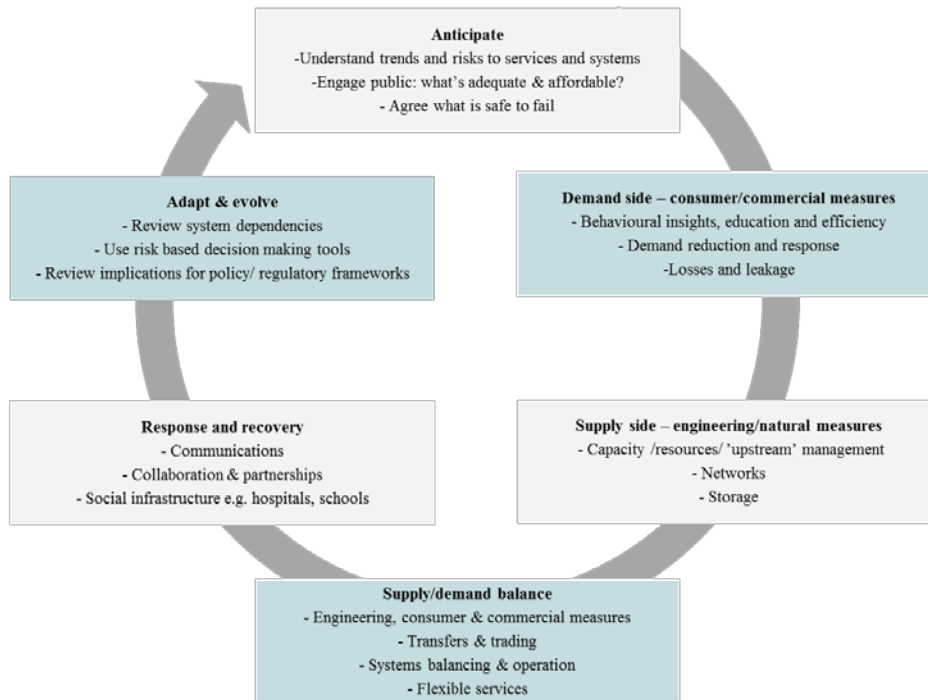 Anticipate
-Understand trends and risks to services and systems
-Engage public: what's adequate & affordable?
- Agree what is safe to fail
Adapt & evolve
- Review system dependencies
- Use risk based decision making tools
- Review implications for policy/ regulatory frameworks
Demand side – consumer/commercial measures
- Behavioural insights, education and efficiency
- Demand reduction and response
-Losses and leakage
Response and recovery
- Communications
- Collaboration & partnerships
- Social infrastructure e.g. hospitals, schools
Supply side – engineering/natural measures
- Capacity /resources/ 'upstream' management
- Networks
- Storage
Supply/demand balance
- Engineering, consumer & commercial measures
- Transfers & trading
- Systems balancing & operation
- Flexible services